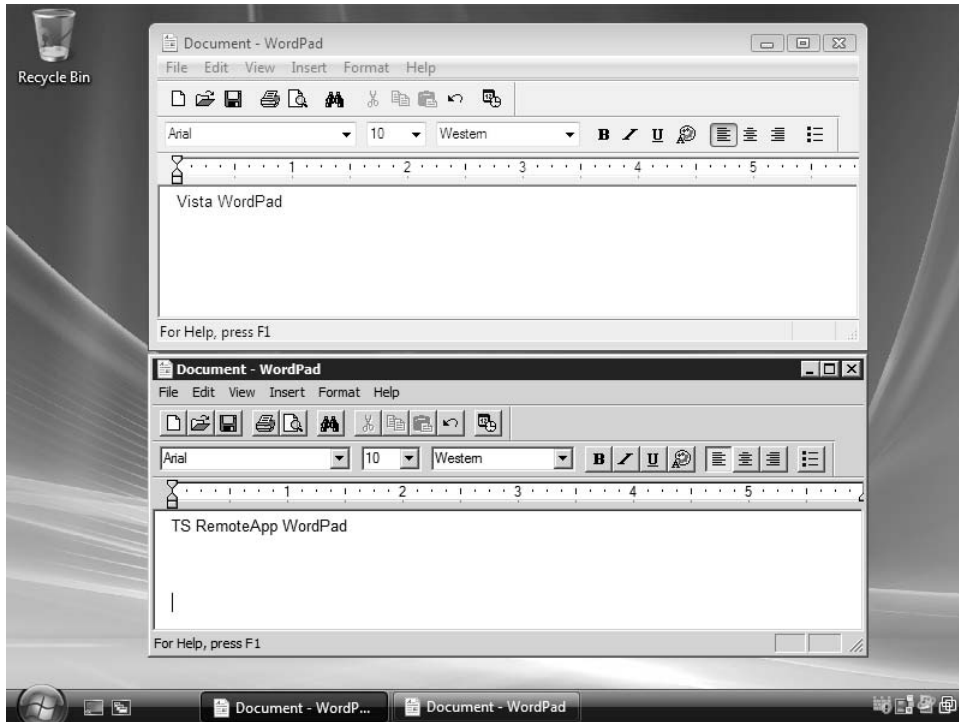 Recycle Bin
Document - WordPad
File Edit View Insert Format Help
Arial 10 Western B I U
1 2 3 4 5
Vista WordPad
For Help, press F1
Document - WordPad
File Edit View Insert Format Help
Arial 10 Western B I U
1 2 3 4 5
TS RemoteApp WordPad
For Help, press F1
Document - WordP... Document - WordPad